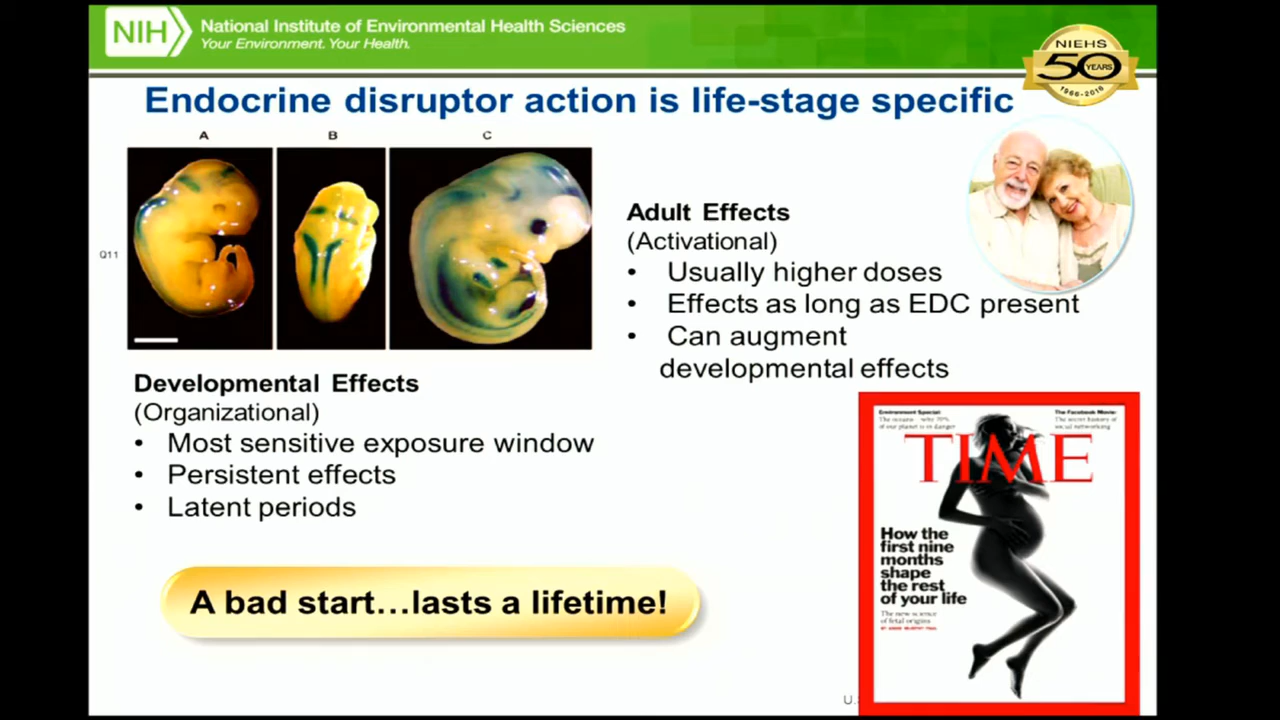 NIH
National Institute of Environmental Health Sciences
Your Environment. Your Health.
NIEHS
50
YEARS
1966-2016
Endocrine disruptor action is life-stage specific
A
B
C
Q11
Adult Effects
(Activational)
• Usually higher doses
• Effects as long as EDC present
• Can augment
developmental effects
Developmental Effects
(Organizational)
• Most sensitive exposure window
• Persistent effects
• Latent periods
A bad start...lasts a lifetime!
Environment Special:
of our planet is in danger
The Facebook Movie:
The secret history of
social networking
TIME
How the
first nine
months
shape
the rest
of your life
The new science
of fetal origins
U.